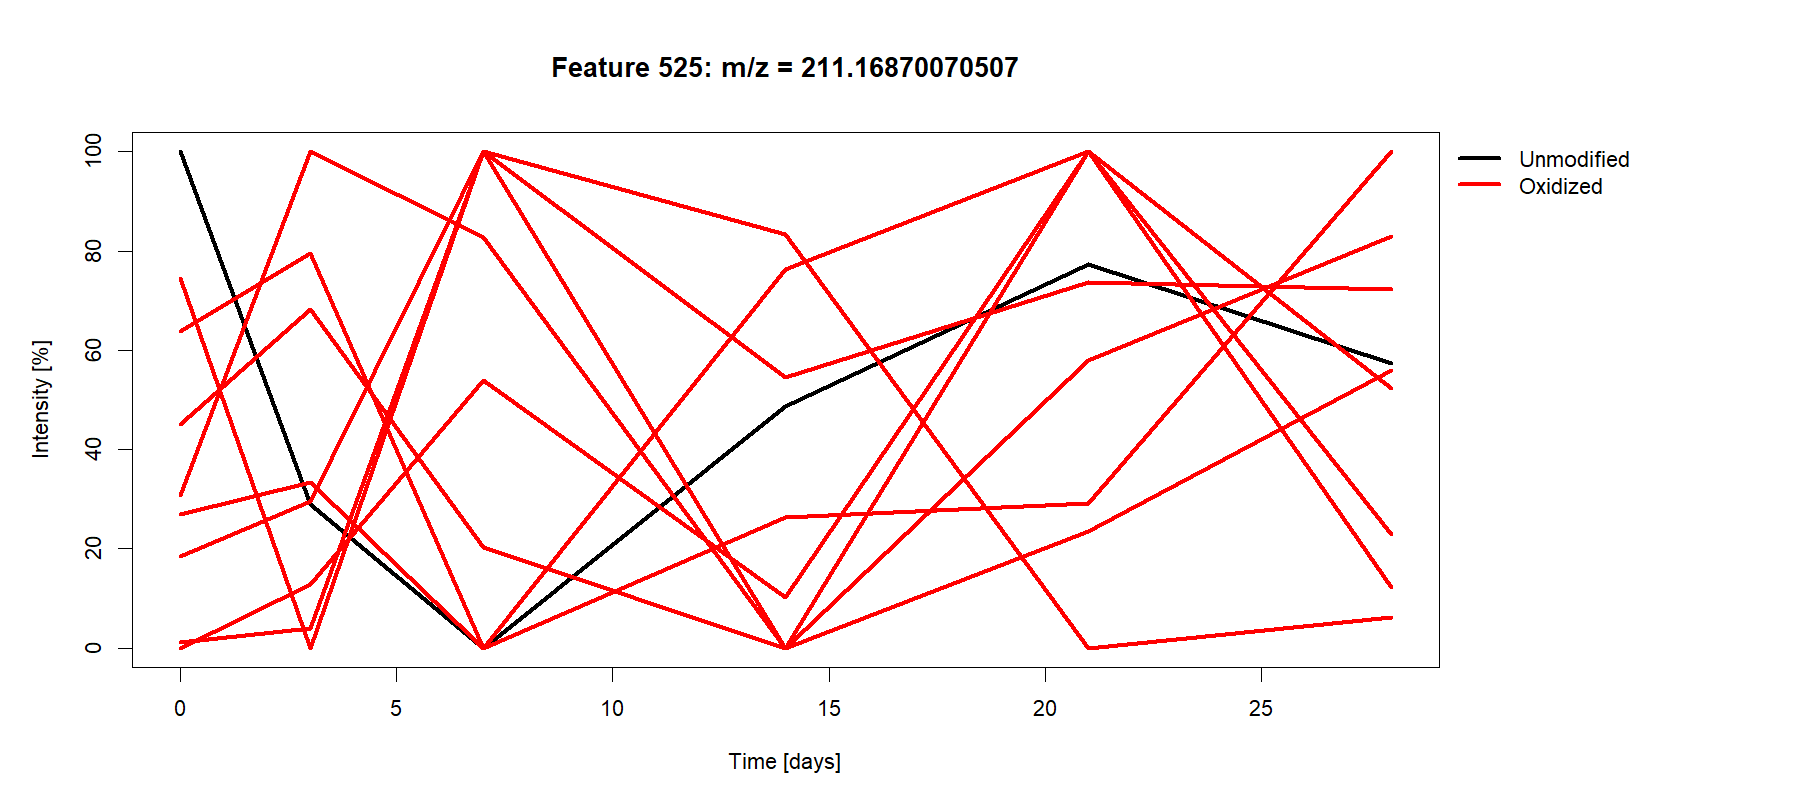 Feature 525: m/z = 211.16870070507
Unmodified
Oxidized
Intensity [%]
100
80
60
40
20
0
0 5 10 15 20 25
Time [days]